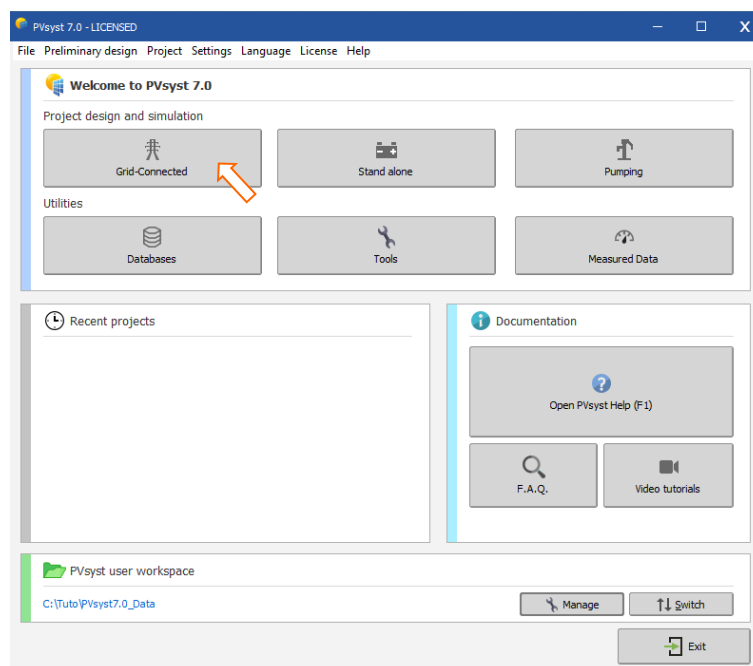 PVsyst 7.0 - LICENSED
File Preliminary design Project Settings Language License Help
Welcome to PVsyst 7.0
Project design and simulation
Grid-Connected Stand alone Pumping
Utilities
Databases Tools Measured Data
Recent projects
Documentation
Open PVsyst Help (F1)
F.A.Q. Video tutorials
PVsyst user workspace
C:\Tuto\PVsyst7.0_Data Manage Switch
Exit